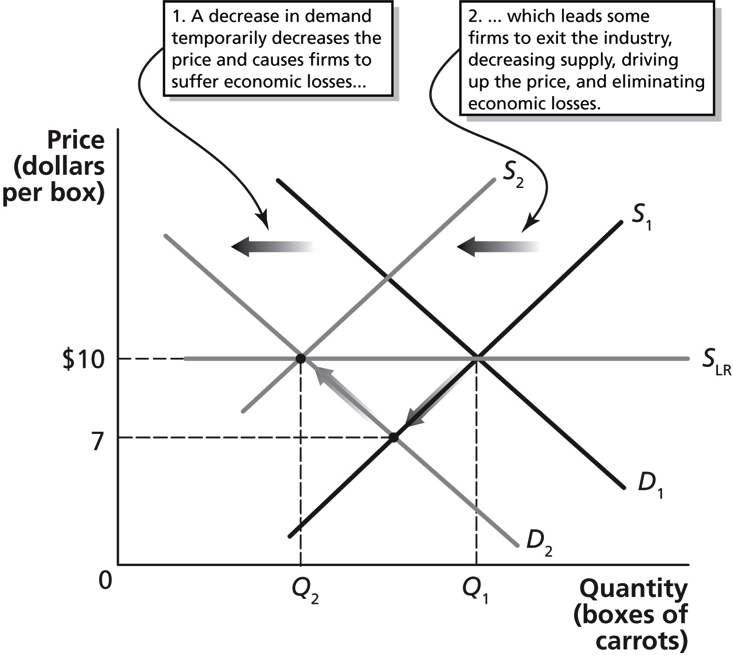 1. A decrease in demand
temporarily decreases the
price and causes firms to
suffer economic losses...
2. ... which leads some
firms to exit the industry,
decreasing supply, driving
up the price, and eliminating
economic losses.
Price
(dollars
per box)
S2
S1
$10
SLR
7
D1
D2
0
Q2
Q1
Quantity
(boxes of
carrots)